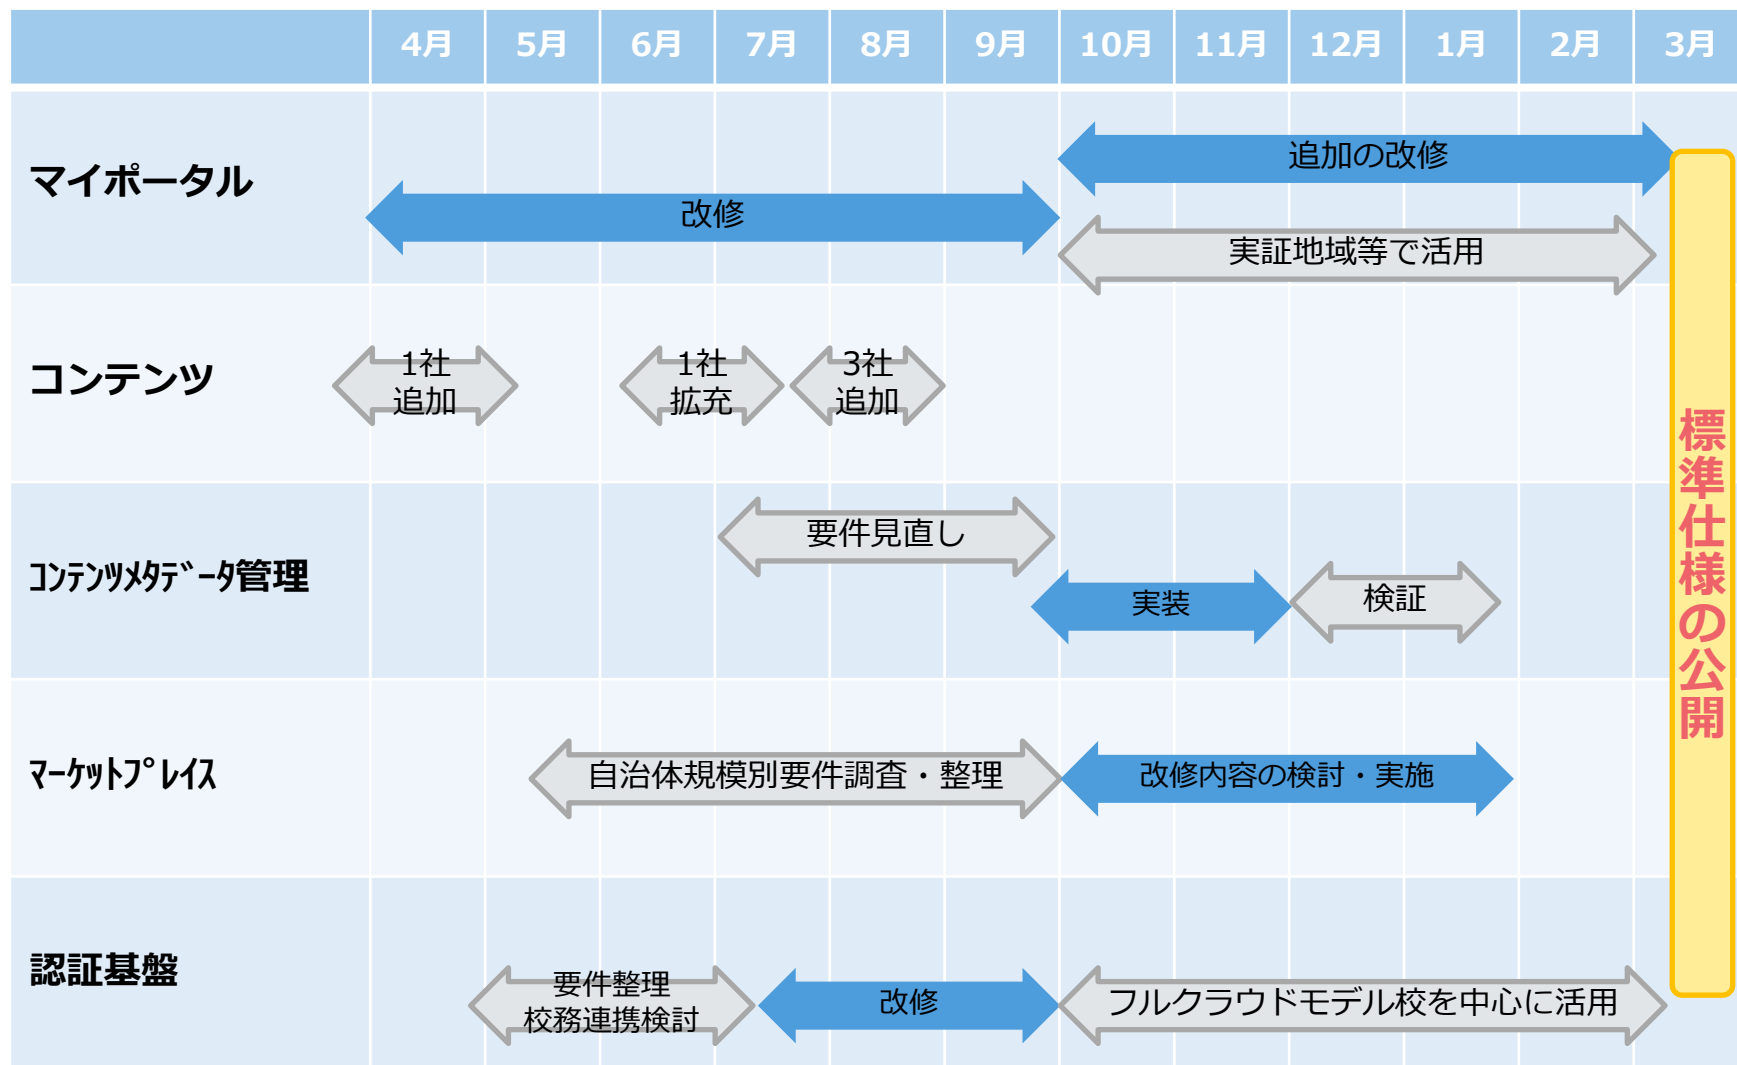 4月 5月 6月 7月 8月 9月 10月 11月 12月 1月 2月 3月
マイポータル
追加の改修
改修
実証地域等で活用
コンテンツ
1社
追加
1社
拡充
3社
追加
ｺﾝﾃﾝﾂﾒﾀﾃﾞｰﾀ管理
要件見直し
実装
検証
ﾏｰｹｯﾄﾌﾟﾚｲｽ
自治体規模別要件調査・整理
改修内容の検討・実施
認証基盤
要件整理
校務連携検討
改修
フルクラウドモデル校を中心に活用
標準仕様の公開